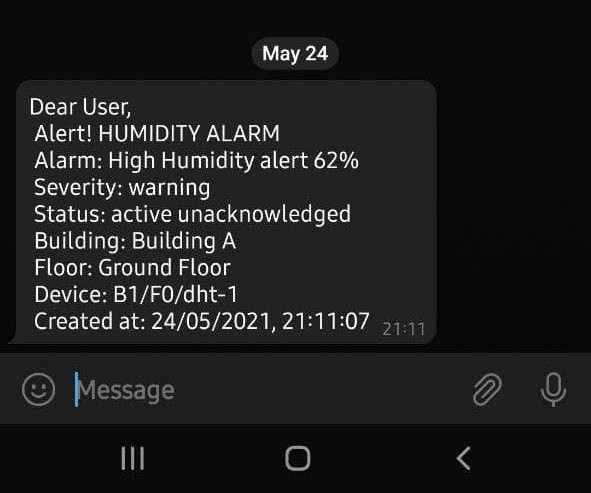 May 24
Dear User,
Alert! HUMIDITY ALARM
Alarm: High Humidity alert 62%
Severity: warning
Status: active unacknowledged
Building: Building A
Floor: Ground Floor
Device: B1/F0/dht-1
Created at: 24/05/2021, 21:11:07 21:11
Message